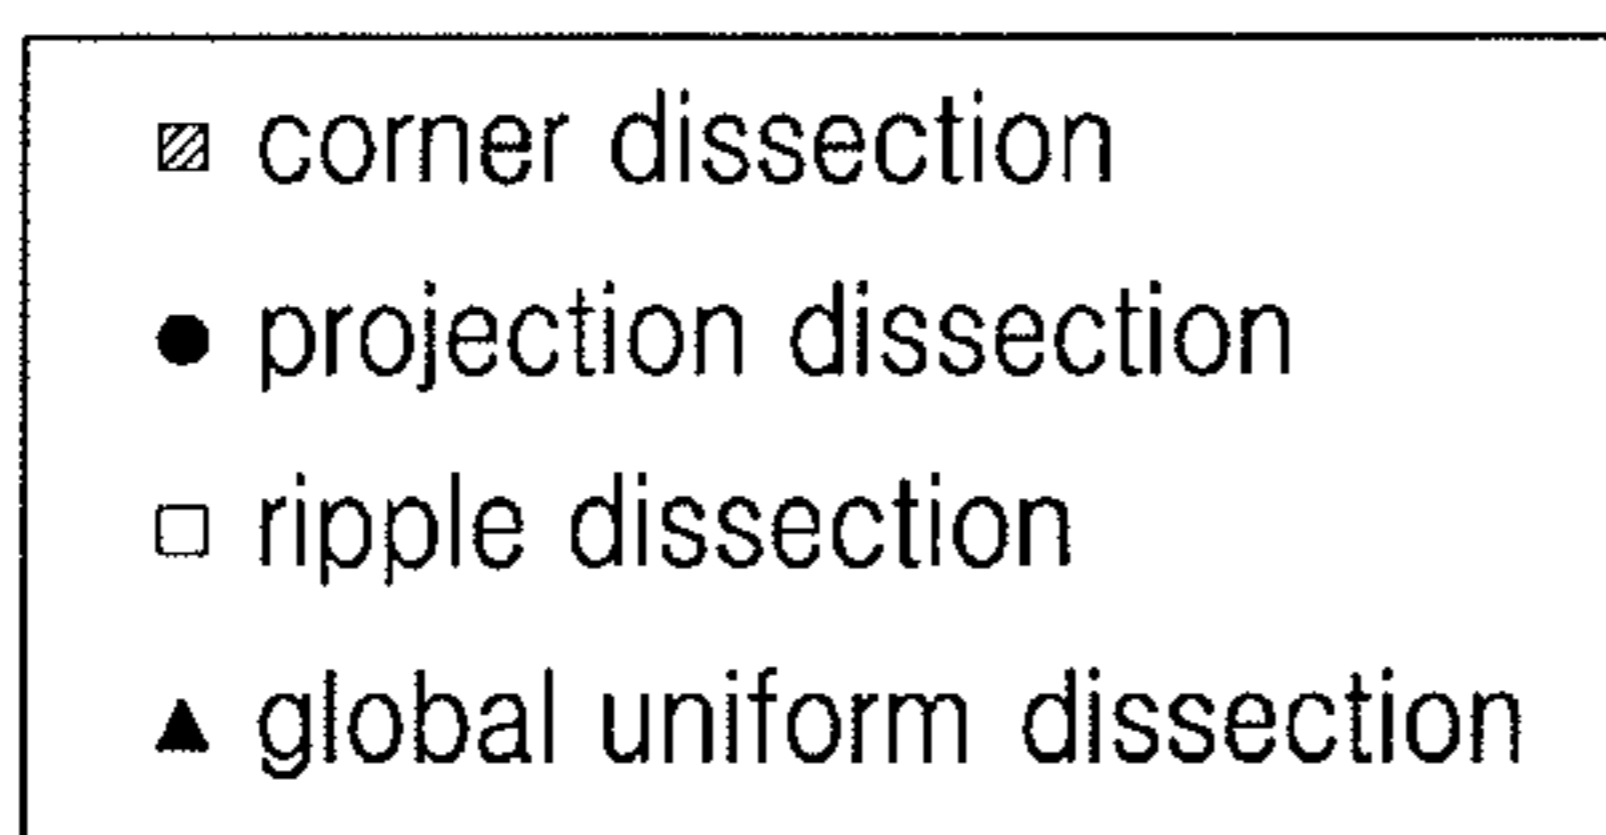 corner dissection
projection dissection
ripple dissection
global uniform dissection